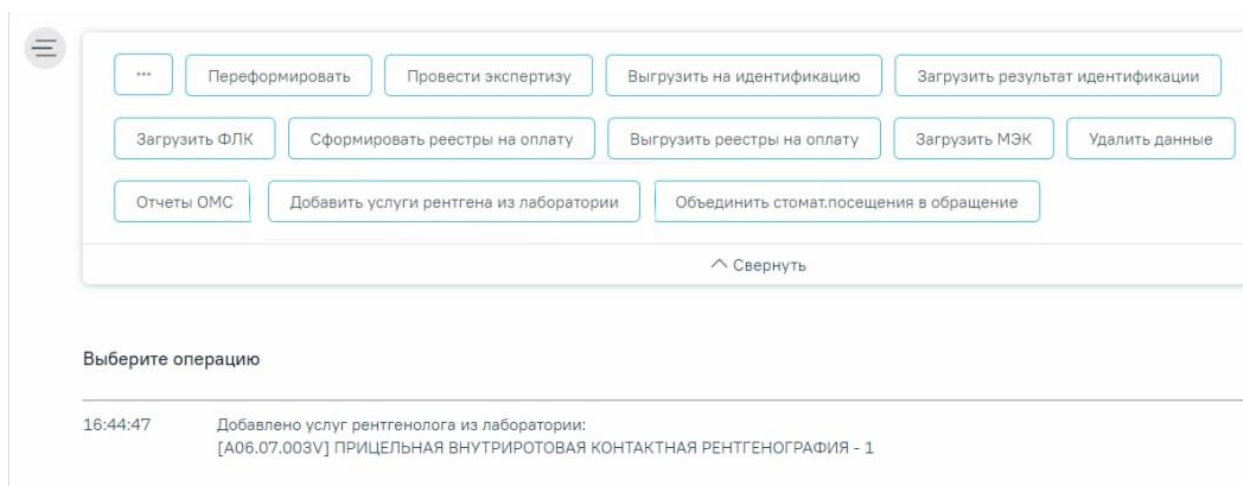 ... Переформировать Провести экспертизу Выгрузить на идентификацию Загрузить результат идентификации
Загрузить ФЛК Сформировать реестры на оплату Выгрузить реестры на оплату Загрузить МЭК Удалить данные
Отчеты ОМС Добавить услуги рентгена из лаборатории Объединить стомат.посещения в обращение
Свернуть
Выберите операцию
16:44:47 Добавлено услуг рентгенолога из лаборатории:
[A06.07.003V] ПРИЦЕЛЬНАЯ ВНУТРИРОТОВАЯ КОНТАКТНАЯ РЕНТГЕНОГРАФИЯ - 1